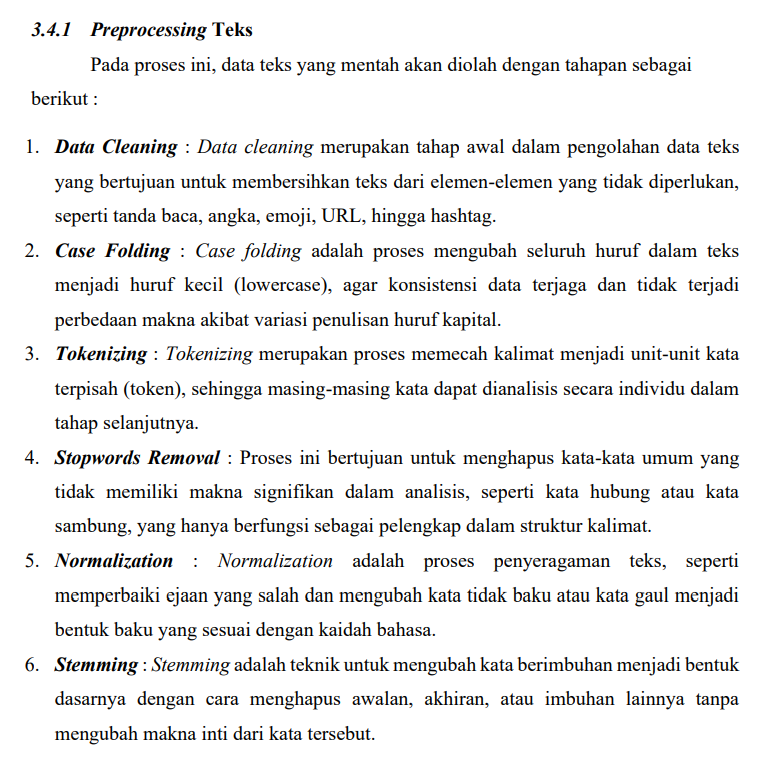 3.4.1 Preprocessing Teks
Pada proses ini, data teks yang mentah akan diolah dengan tahapan sebagai
berikut :
1. Data Cleaning : Data cleaning merupakan tahap awal dalam pengolahan data teks
yang bertujuan untuk membersihkan teks dari elemen-elemen yang tidak diperlukan,
seperti tanda baca, angka, emoji, URL, hingga hashtag.
2. Case Folding : Case folding adalah proses mengubah seluruh huruf dalam teks
menjadi huruf kecil (lowercase), agar konsistensi data terjaga dan tidak terjadi
perbedaan makna akibat variasi penulisan huruf kapital.
3. Tokenizing : Tokenizing merupakan proses memecah kalimat menjadi unit-unit kata
terpisah (token), sehingga masing-masing kata dapat dianalisis secara individu dalam
tahap selanjutnya.
4. Stopwords Removal : Proses ini bertujuan untuk menghapus kata-kata umum yang
tidak memiliki makna signifikan dalam analisis, seperti kata hubung atau kata
sambung, yang hanya berfungsi sebagai pelengkap dalam struktur kalimat.
5. Normalization : Normalization adalah proses penyeragaman teks, seperti
memperbaiki ejaan yang salah dan mengubah kata tidak baku atau kata gaul menjadi
bentuk baku yang sesuai dengan kaidah bahasa.
6. Stemming : Stemming adalah teknik untuk mengubah kata berimbuhan menjadi bentuk
dasarnya dengan cara menghapus awalan, akhiran, atau imbuhan lainnya tanpa
mengubah makna inti dari kata tersebut.